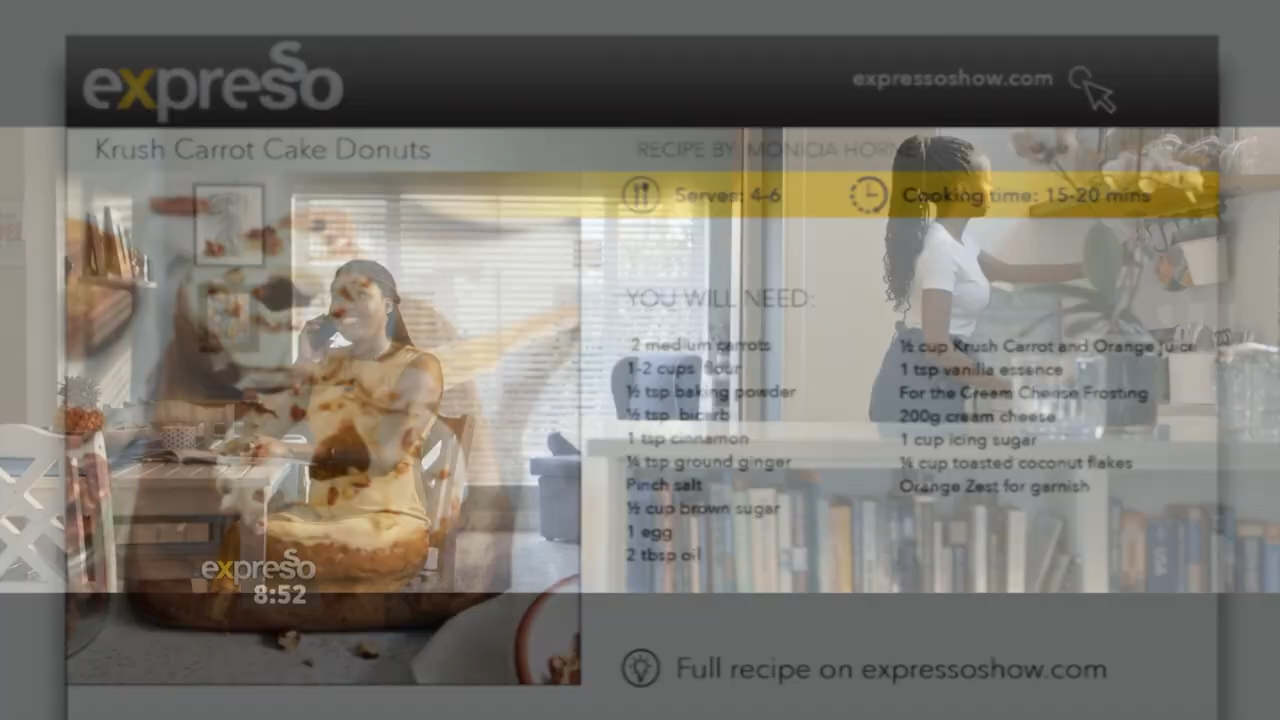 expresso
expressoshow.com
Krush Carrot Cake Donuts
RECIPE BY: MONICIA HORNE
Serves: 4-6
Cooking time: 15-20 mins
YOU WILL NEED:
2 medium carrots
1-2 cups flour
½ tsp baking powder
½ tsp bicarb
1 tsp cinnamon
¼ tsp ground ginger
Pinch salt
½ cup brown sugar
1 egg
2 tbsp oil
½ cup Krush Carrot and Orange Juice
1 tsp vanilla essence
For the Cream Cheese Frosting
200g cream cheese
1 cup icing sugar
¼ cup toasted coconut flakes
Orange Zest for garnish
expresso
8:52
Full recipe on expressoshow.com